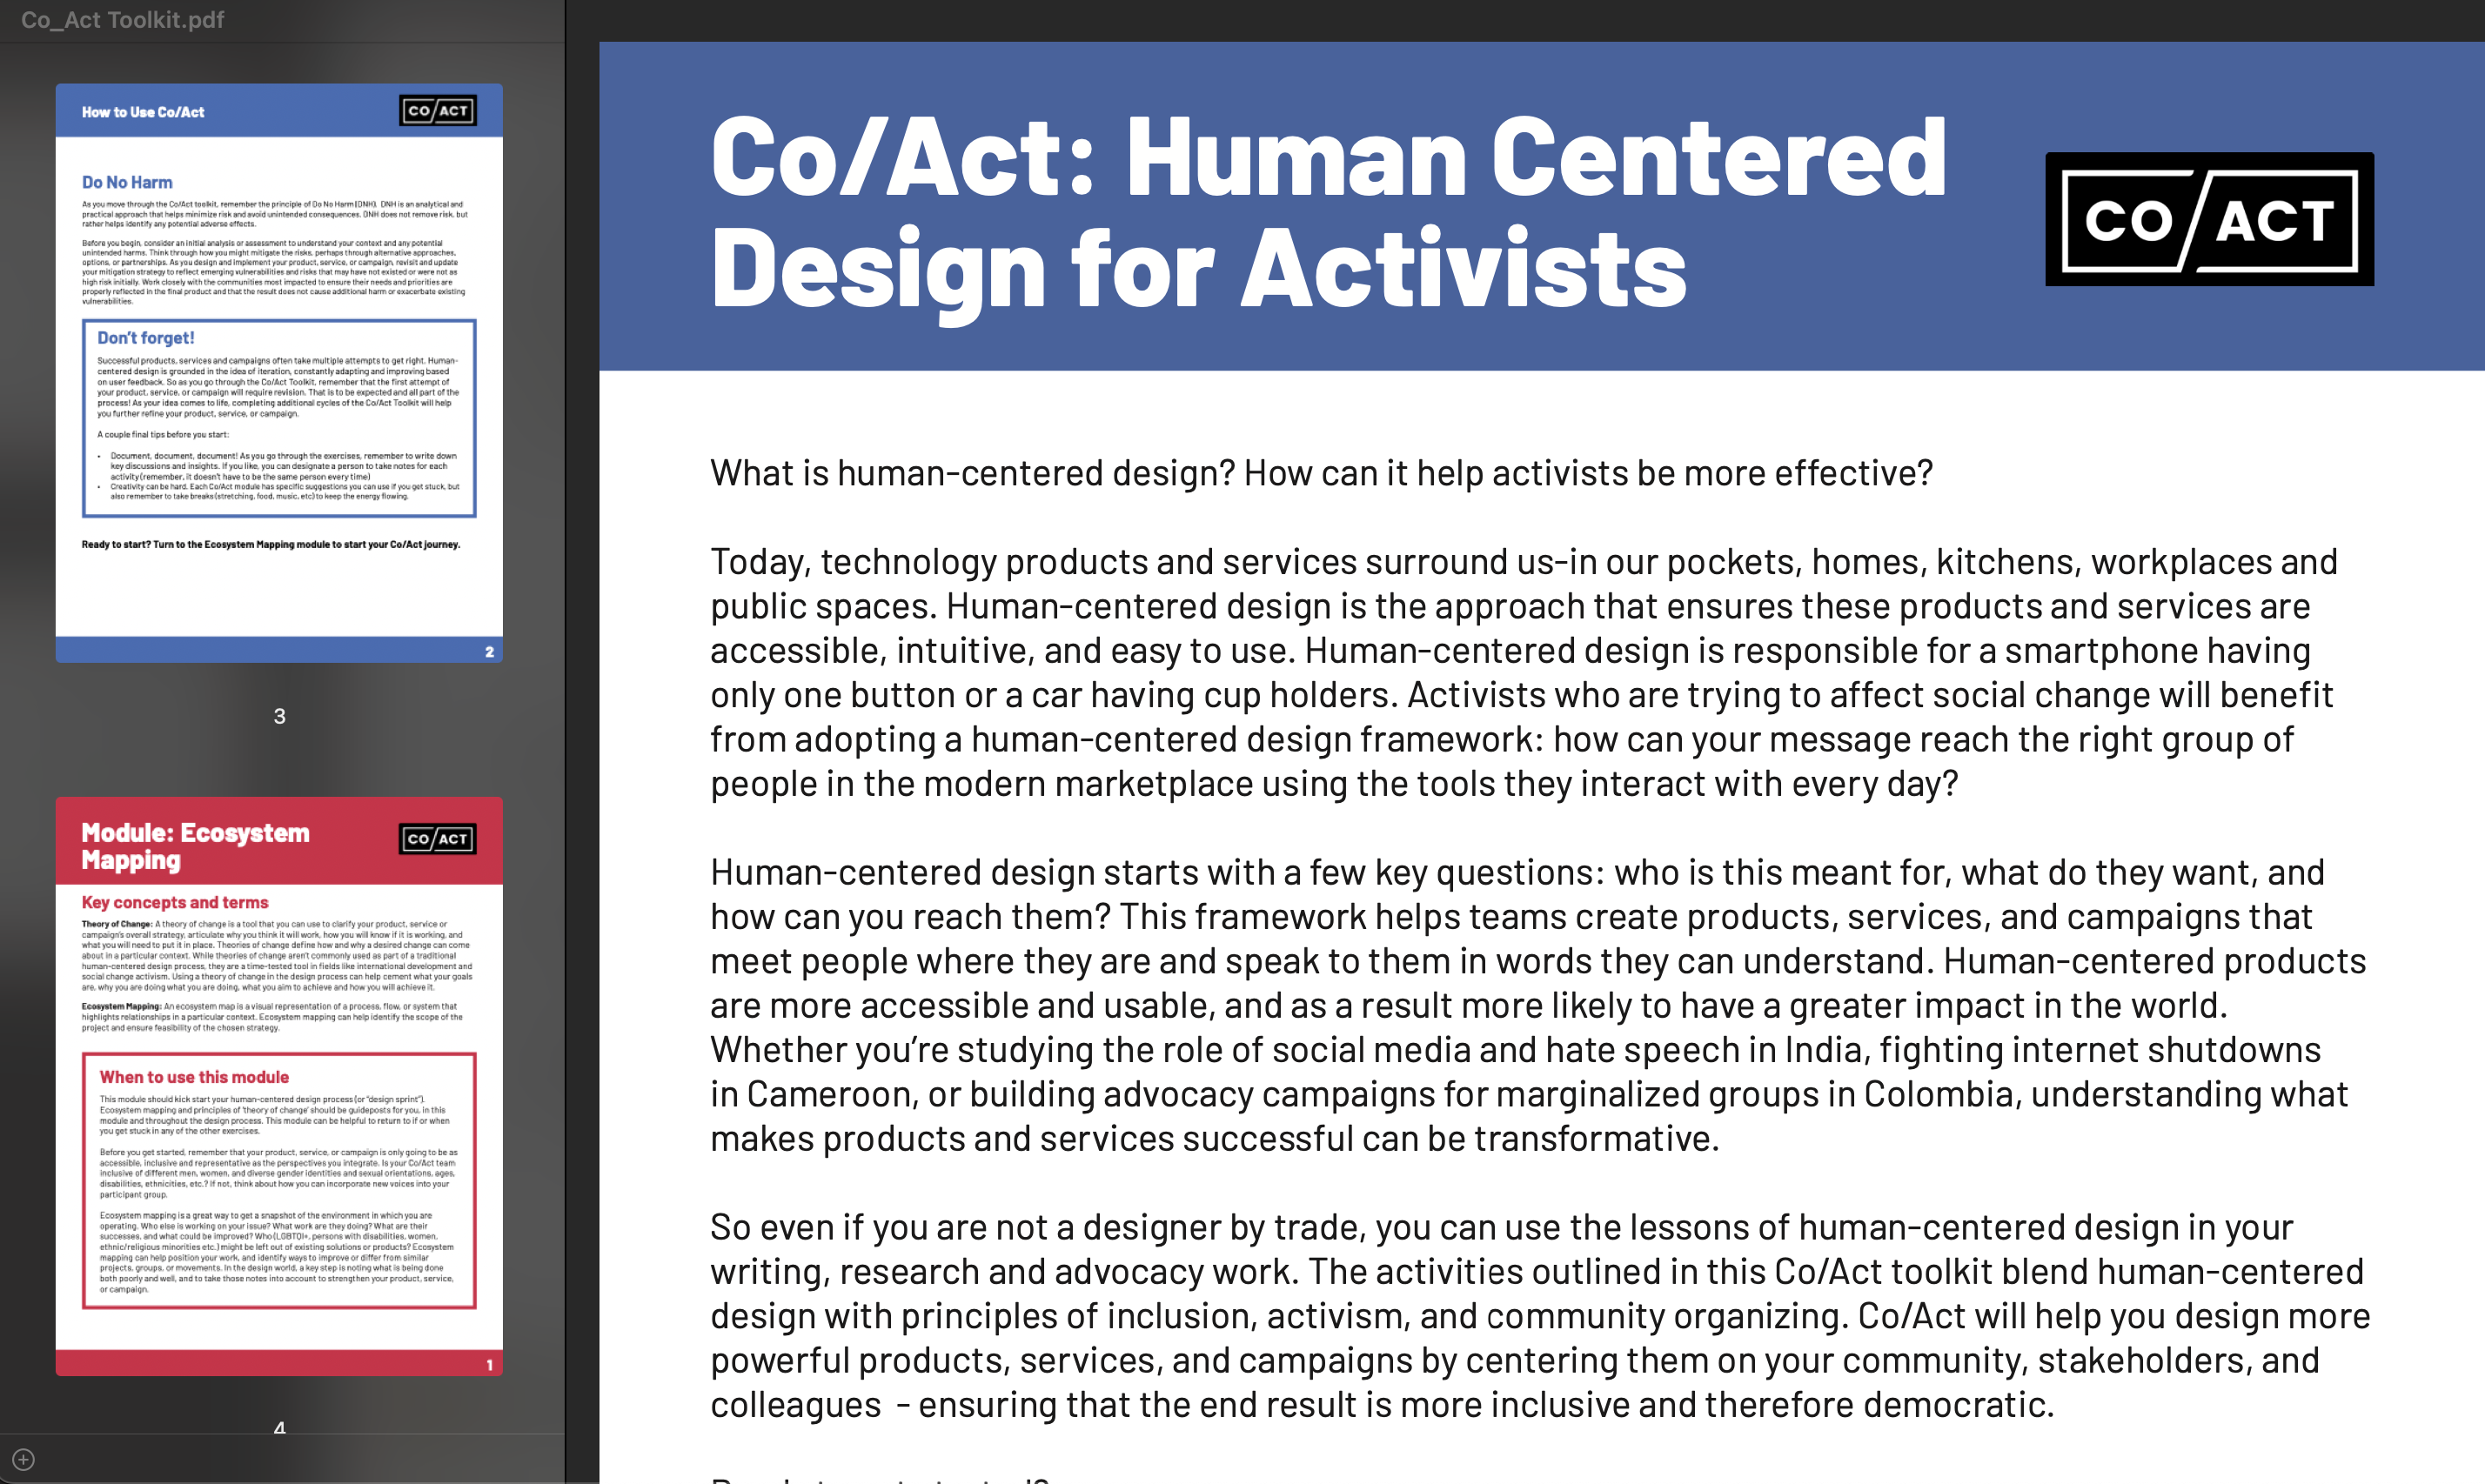 Co_Act Toolkit.pdf
How to Use Co/Act
CO/ACT
Do No Harm
As you move through the Co/Act toolkit, remember the principle of Do No Harm (DNH). DNH is an analytical and
practical approach that helps minimize risk and avoid unintended consequences. DNH does not remove risk, but
rather helps identify any potential adverse effects.
Before you begin, consider an initial analysis or assessment to understand your context and any potential
unintended harms. Think through how you might mitigate the risks, perhaps through alternative approaches,
options, or partnerships. As you design and implement your product, service, or campaign, revisit and update
your mitigation strategy to reflect emerging vulnerabilities and risks that may have not existed or were not as
high risk initially. Work closely with the communities most impacted to ensure their needs and priorities are
properly reflected in the final product and that the result does not cause additional harm or exacerbate existing
vulnerabilities.
Don't forget!
Successful products, services and campaigns often take multiple attempts to get right. Human-
centered design is grounded in the idea of iteration, constantly adapting and improving based
on user feedback. So as you go through the Co/Act Toolkit, remember that the first attempt of
your product, service, or campaign will require revision. That is to be expected and all part of the
process! As your idea comes to life, completing additional cycles of the Co/Act Toolkit will help
you further refine your product, service, or campaign.
A couple final tips before you start:
• Document, document, document! As you go through the exercises, remember to write down
key discussions and insights. If you like, you can designate a person to take notes for each
activity (remember, it doesn't have to be the same person every time)
• Creativity can be hard. Each Co/Act module has specific suggestions you can use if you get stuck, but
also remember to take breaks (stretching, food, music, etc) to keep the energy flowing.
Ready to start? Turn to the Ecosystem Mapping module to start your Co/Act journey.
2
3
Module: Ecosystem
Mapping
CO/ACT
Key concepts and terms
Theory of Change: A theory of change is a tool that you can use to clarify your product, service or
campaign's overall strategy, articulate why you think it will work, how you will know if it is working, and
what you will need to put it in place. Theories of change define how and why a desired change can come
about in a particular context. While theories of change aren't commonly used as part of a traditional
human-centered design process, they are a time-tested tool in fields like international development and
social change activism. Using a theory of change in the design process can help cement what your goals
are, why you are doing what you are doing, what you aim to achieve and how you will achieve it.
Ecosystem Mapping: An ecosystem map is a visual representation of a process, flow, or system that
highlights relationships in a particular context. Ecosystem mapping can help identify the scope of the
project and ensure feasibility of the chosen strategy.
When to use this module
This module should kick start your human-centered design process (or "design sprint").
Ecosystem mapping and principles of 'theory of change' should be guideposts for you, in this
module and throughout the design process. This module can be helpful to return to if or when
you get stuck in any of the other exercises.
Before you get started, remember that your product, service, or campaign is only going to be as
accessible, inclusive and representative as the perspectives you integrate. Is your Co/Act team
inclusive of different men, women, and diverse gender identities and sexual orientations, ages,
disabilities, ethnicities, etc.? If not, think about how you can incorporate new voices into your
participant group.
Ecosystem mapping is a great way to get a snapshot of the environment in which you are
operating. Who else is working on your issue? What work are they doing? What are their
successes, and what could be improved? Who (LGBTQI+, persons with disabilities, women,
ethnic/religious minorities etc.) might be left out of existing solutions or products? Ecosystem
mapping can help position your work, and identify ways to improve or differ from similar
projects, groups, or movements. In the design world, a key step is noting what is being done
both poorly and well, and to take those notes into account to strengthen your product, service,
or campaign.
1
4
Co/Act: Human Centered
Design for Activists
CO/ACT
What is human-centered design? How can it help activists be more effective?
Today, technology products and services surround us-in our pockets, homes, kitchens, workplaces and
public spaces. Human-centered design is the approach that ensures these products and services are
accessible, intuitive, and easy to use. Human-centered design is responsible for a smartphone having
only one button or a car having cup holders. Activists who are trying to affect social change will benefit
from adopting a human-centered design framework: how can your message reach the right group of
people in the modern marketplace using the tools they interact with every day?
Human-centered design starts with a few key questions: who is this meant for, what do they want, and
how can you reach them? This framework helps teams create products, services, and campaigns that
meet people where they are and speak to them in words they can understand. Human-centered products
are more accessible and usable, and as a result more likely to have a greater impact in the world.
Whether you're studying the role of social media and hate speech in India, fighting internet shutdowns
in Cameroon, or building advocacy campaigns for marginalized groups in Colombia, understanding what
makes products and services successful can be transformative.
So even if you are not a designer by trade, you can use the lessons of human-centered design in your
writing, research and advocacy work. The activities outlined in this Co/Act toolkit blend human-centered
design with principles of inclusion, activism, and community organizing. Co/Act will help you design more
powerful products, services, and campaigns by centering them on your community, stakeholders, and
colleagues - ensuring that the end result is more inclusive and therefore democratic.